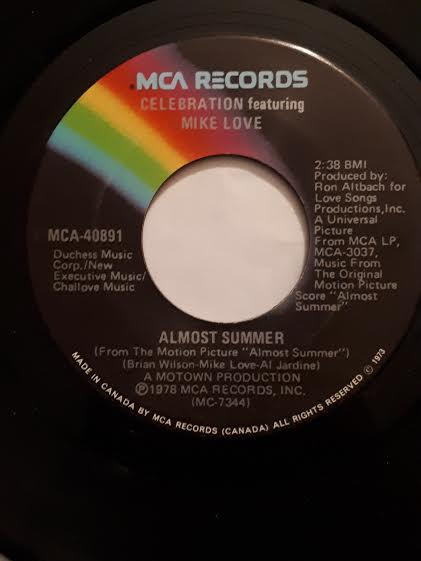 MCA RECORDS
CELEBRATION featuring
MIKE LOVE
2:38 BMI
Produced by:
Ron Altbach for
Love Songs
Productions,Inc.
A Universal
Picture
From MCA LP,
MCA-3037,
Music From
The Original
Motion Picture
Score "Almost
Summer"
MCA-40891
Duchess Music
Corp./New
Executive Music/
Challove Music
ALMOST SUMMER
(From The Motion Picture "Almost Summer")
(Brian Wilson-Mike Love-Al Jardine)
A MOTOWN PRODUCTION
℗1978 MCA RECORDS, INC.
(MC-7344)
MADE IN CANADA BY MCA RECORDS (CANADA) ALL RIGHTS RESERVED © 1973